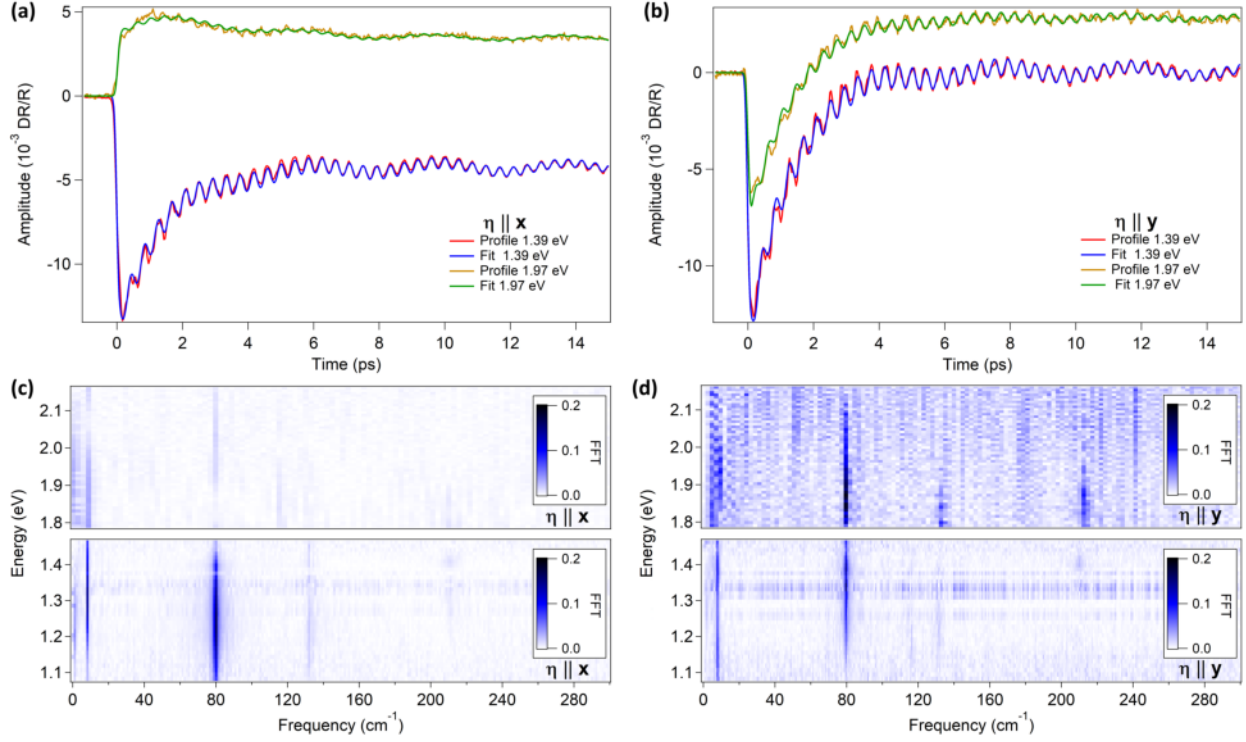 (a)
5
0
-5
-10
Amplitude (10-3 DR/R)
η || x
Profile 1.39 eV
Fit 1.39 eV
Profile 1.97 eV
Fit 1.97 eV
0 2 4 6 8 10 12 14
Time (ps)
(b)
0
-5
-10
Amplitude (10-3 DR/R)
η || y
Profile 1.39 eV
Fit 1.39 eV
Profile 1.97 eV
Fit 1.97 eV
0 2 4 6 8 10 12 14
Time (ps)
(c)
2.1
2.0
1.9
1.8
0.2
0.1
0.0
FFT
η || x
Energy (eV)
1.4
1.3
1.2
1.1
0.2
0.1
0.0
FFT
η || x
0 40 80 120 160 200 240 280
Frequency (cm-1)
(d)
2.1
2.0
1.9
1.8
0.2
0.1
0.0
FFT
η || y
Energy (eV)
1.4
1.3
1.2
1.1
0.2
0.1
0.0
FFT
η || y
0 40 80 120 160 200 240 280
Frequency (cm-1)